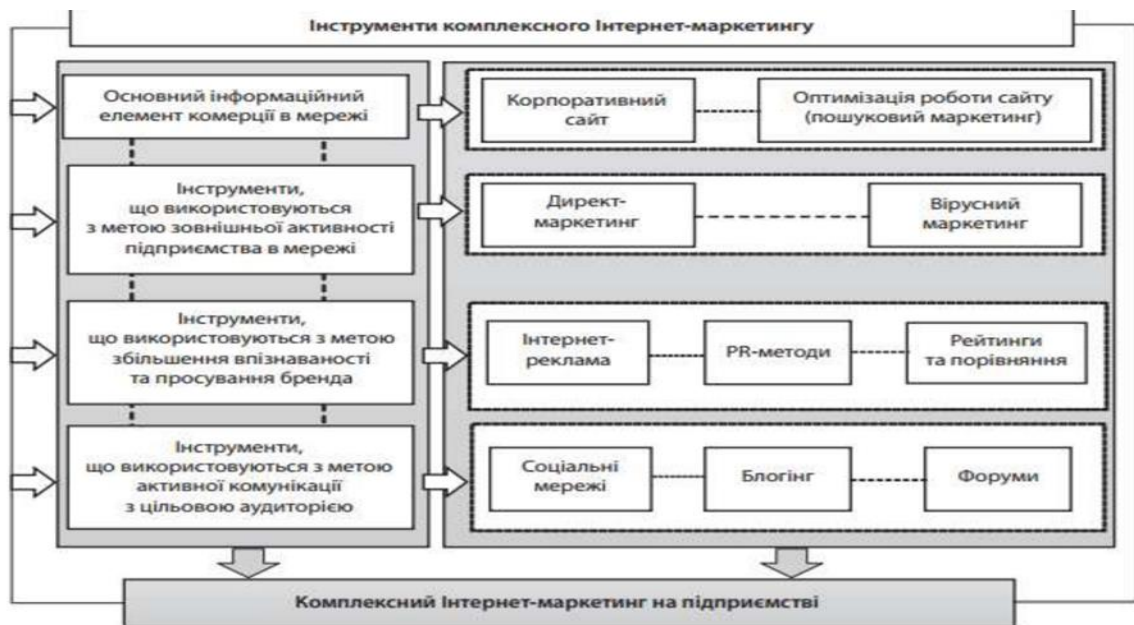 Інструменти комплексного Інтернет-маркетингу
Основний інформаційний
елемент комерції в мережі
Корпоративний
сайт
Оптимізація роботи сайту
(пошуковий маркетинг)
Інструменти,
що використовуються
з метою зовнішньої активності
підприємства в мережі
Директ-
маркетинг
Вірусний
маркетинг
Інструменти,
що використовуються з метою
збільшення впізнаваності
та просування бренда
Інтернет-
реклама
PR-методи
Рейтинги
та порівняння
Інструменти,
що використовуються з метою
активної комунікації
з цільовою аудиторією
Соціальні
мережі
Блогінг
Форуми
Комплексний Інтернет-маркетинг на підприємстві